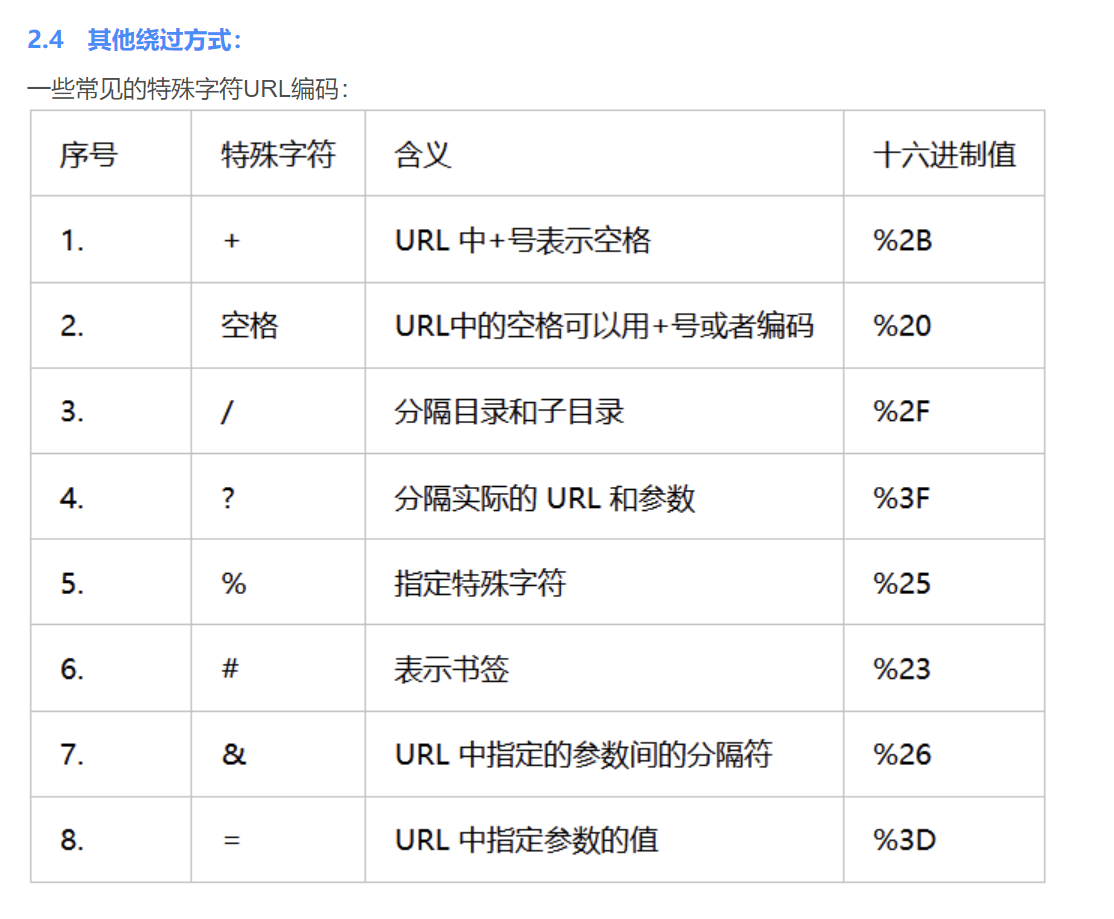 2.4 其他绕过方式：
一些常见的特殊字符URL编码：
序号 特殊字符 含义 十六进制值
1. + URL 中+号表示空格 %2B
2. 空格 URL中的空格可以用+号或者编码 %20
3. / 分隔目录和子目录 %2F
4. ? 分隔实际的 URL 和参数 %3F
5. % 指定特殊字符 %25
6. # 表示书签 %23
7. & URL 中指定的参数间的分隔符 %26
8. = URL 中指定参数的值 %3D